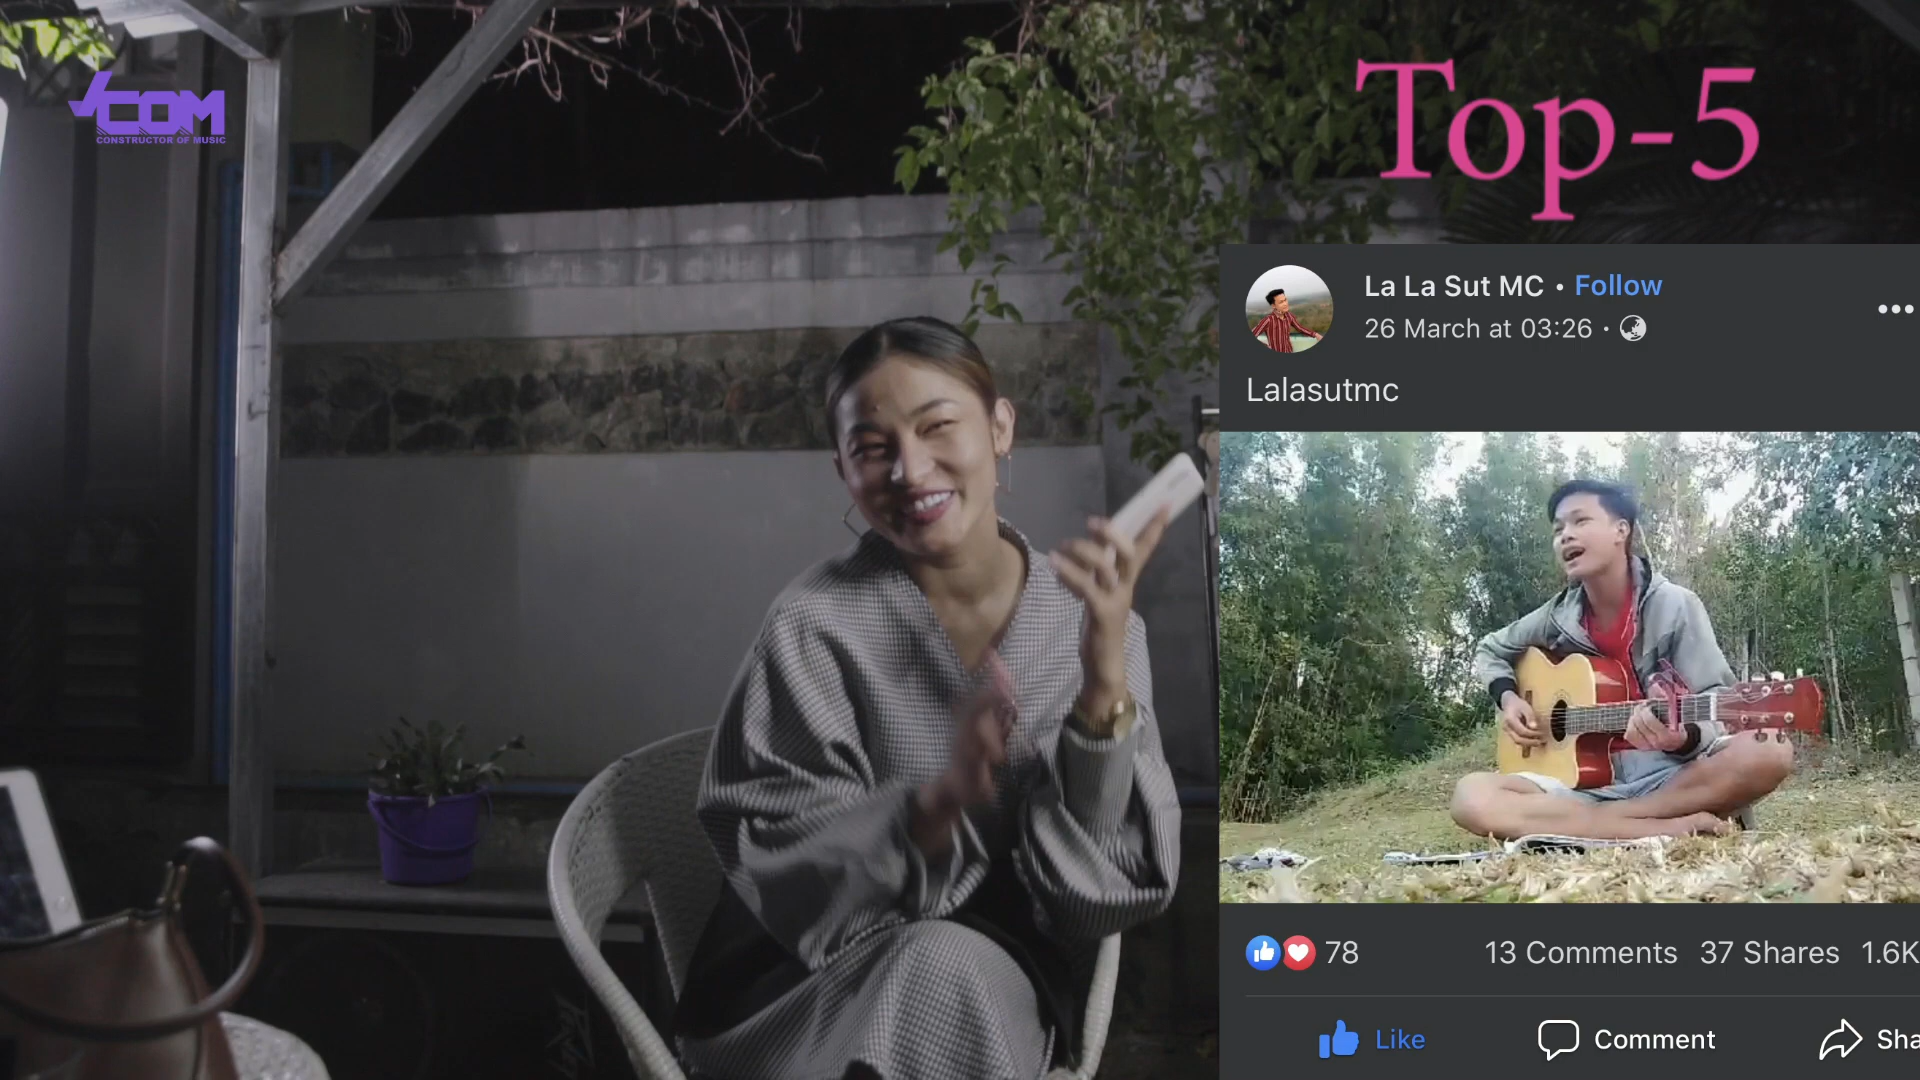 COM
CONSTRUCTOR OF MUSIC
Top-5
La La Sut MC • Follow
26 March at 03:26 •
Lalasutmc
78
13 Comments 37 Shares 1.6K
Like
Comment
Sha